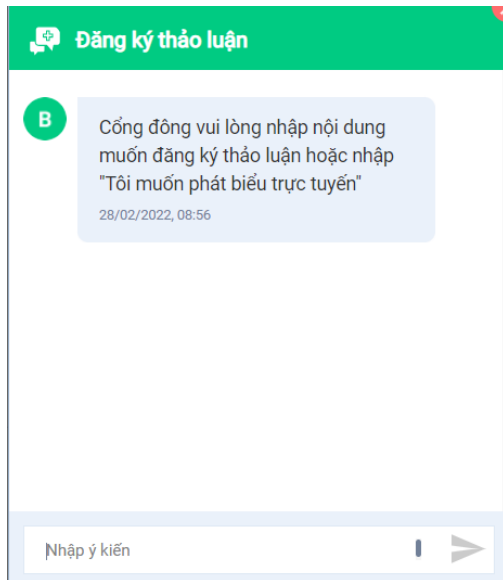 Đăng ký thảo luận
B
Cổng đông vui lòng nhập nội dung
muốn đăng ký thảo luận hoặc nhập
"Tôi muốn phát biểu trực tuyến"
28/02/2022, 08:56
Nhập ý kiến